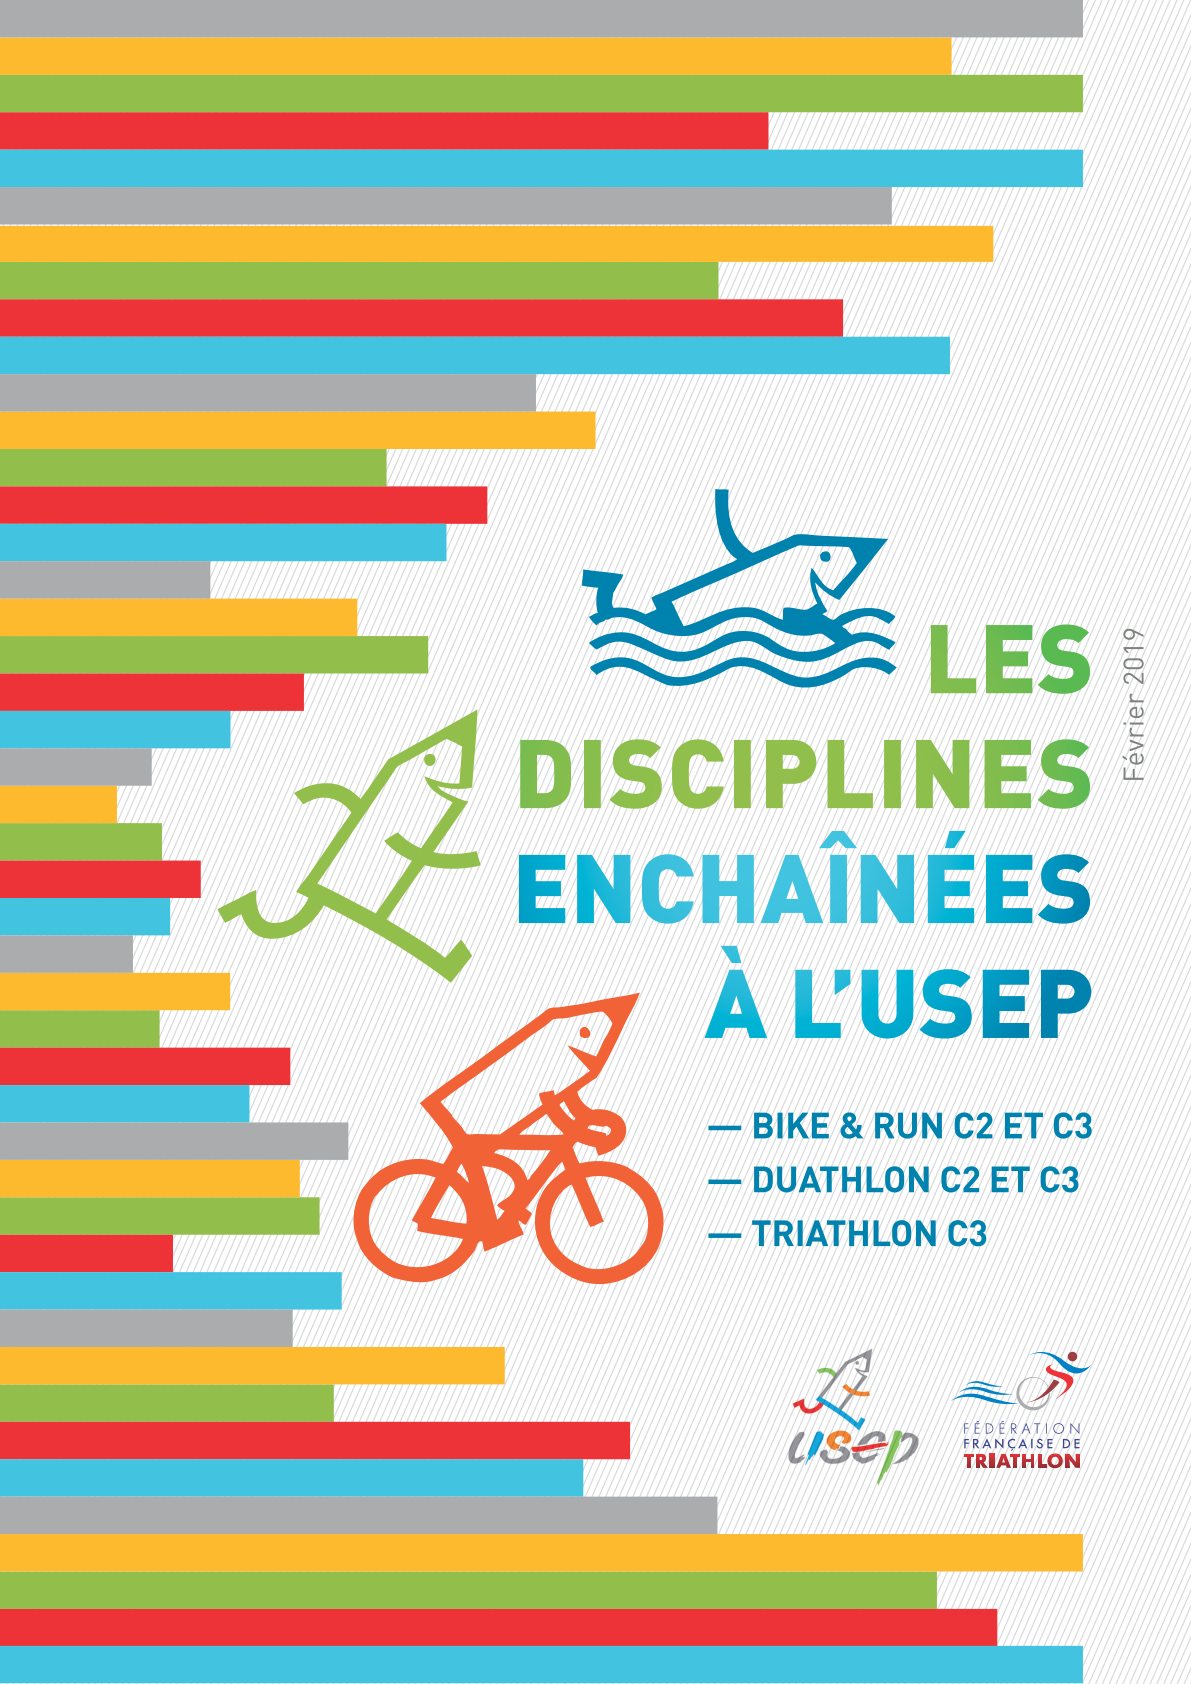 LES
DISCIPLINES
ENCHAÎNÉES
À L'USEP
Février 2019
— BIKE & RUN C2 ET C3
— DUATHLON C2 ET C3
— TRIATHLON C3
usep
FÉDÉRATION
FRANÇAISE DE
TRIATHLON